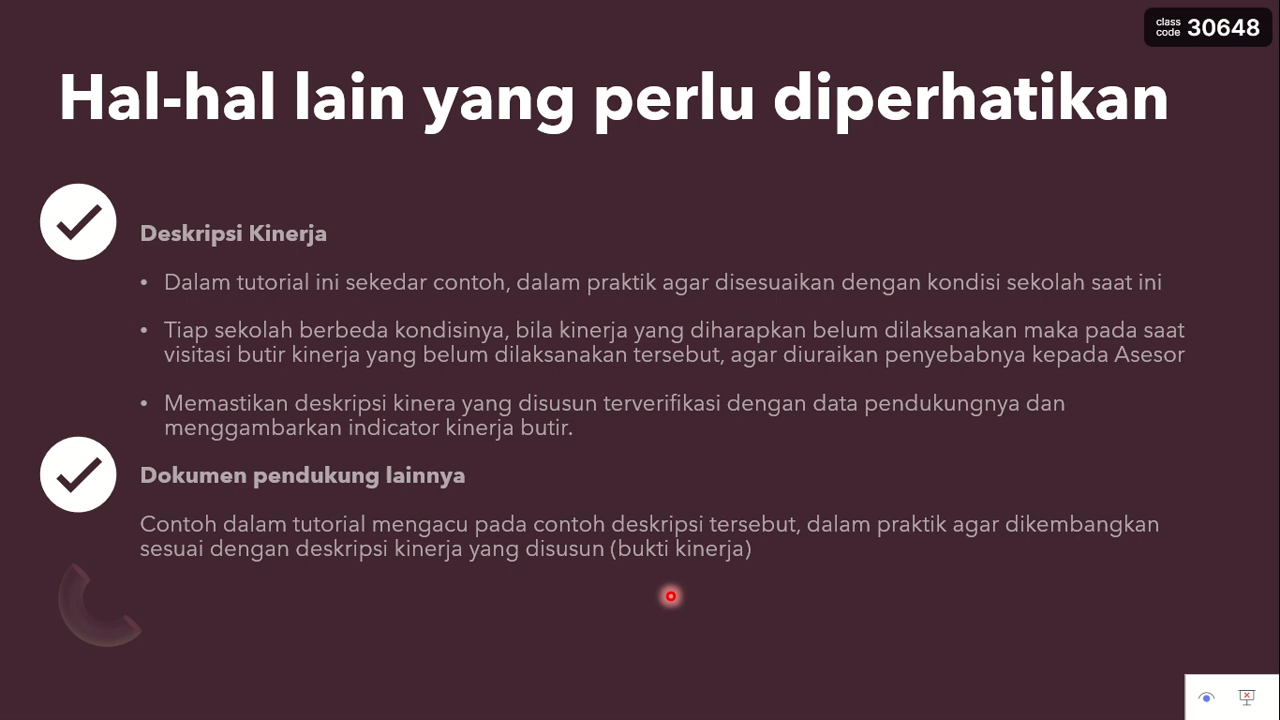 class
code 30648
Hal-hal lain yang perlu diperhatikan
Deskripsi Kinerja
• Dalam tutorial ini sekedar contoh, dalam praktik agar disesuaikan dengan kondisi sekolah saat ini
• Tiap sekolah berbeda kondisinya, bila kinerja yang diharapkan belum dilaksanakan maka pada saat
visitasi butir kinerja yang belum dilaksanakan tersebut, agar diuraikan penyebabnya kepada Asesor
• Memastikan deskripsi kinera yang disusun terverifikasi dengan data pendukungnya dan
menggambarkan indicator kinerja butir.
Dokumen pendukung lainnya
Contoh dalam tutorial mengacu pada contoh deskripsi tersebut, dalam praktik agar dikembangkan
sesuai dengan deskripsi kinerja yang disusun (bukti kinerja)